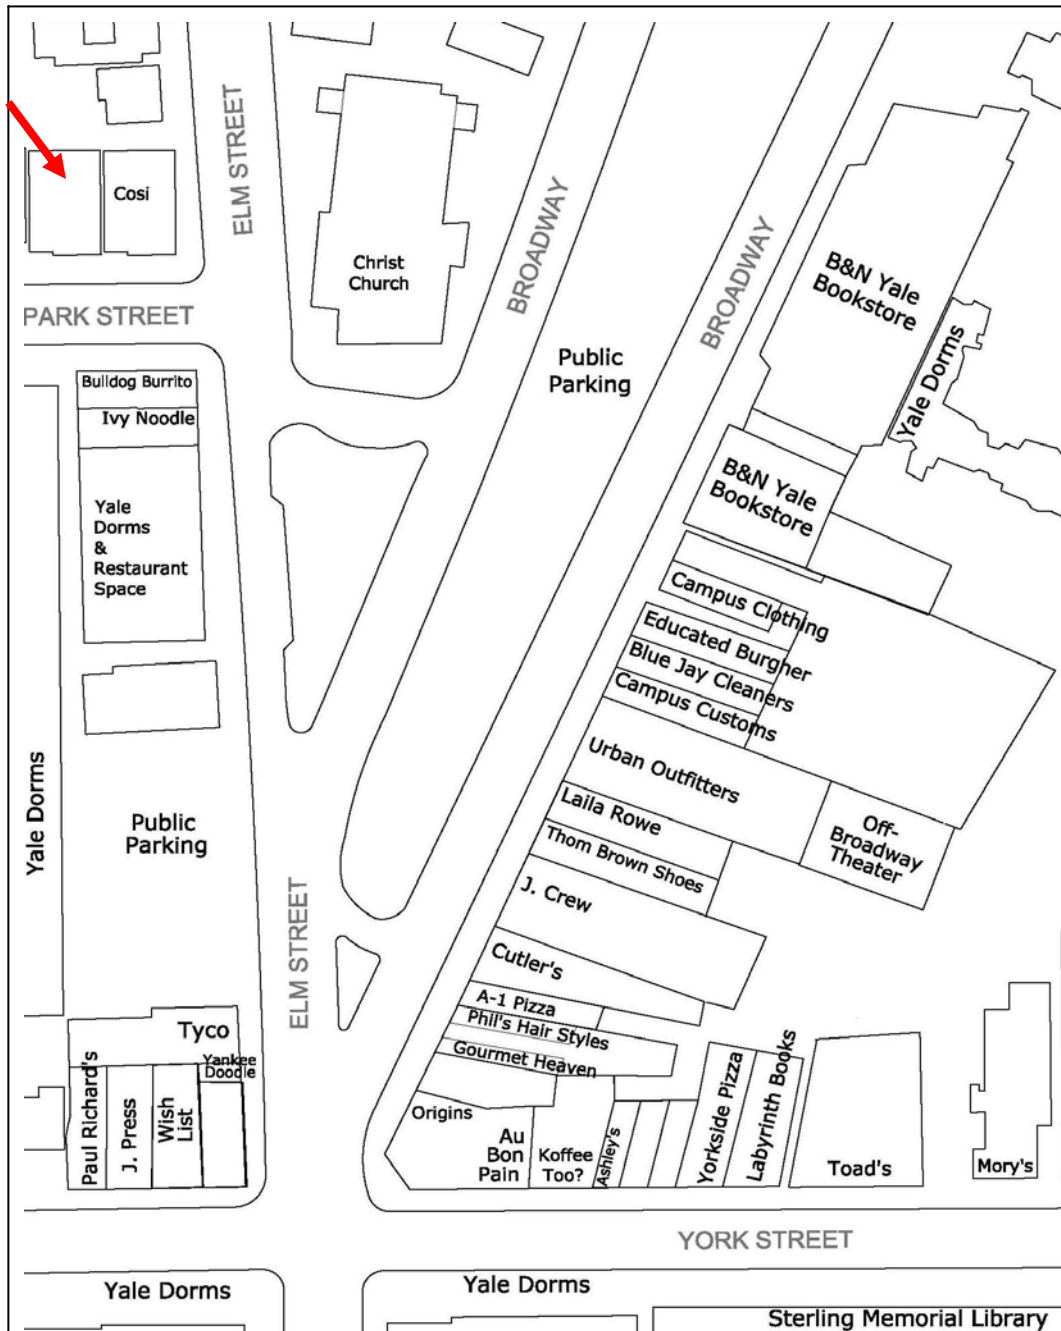 ELM STREET
Cosi
Christ
Church
BROADWAY
BROADWAY
B&N Yale
Bookstore
PARK STREET
Public
Parking
Yale Dorms
Bulldog Burrito
Ivy Noodle
B&N Yale
Bookstore
Yale
Dorms
&
Restaurant
Space
Campus Clothing
Educated Burgher
Blue Jay Cleaners
Campus Customs
Urban Outfitters
Laila Rowe
Thom Brown Shoes
Off-
Broadway
Theater
Yale Dorms
Public
Parking
J. Crew
ELM STREET
Cutler's
A-1 Pizza
Phil's Hair Styles
Gourmet Heaven
Tyco
Yankee
Doodle
Paul Richard's
J. Press
Wish
List
Origins
Au
Bon
Pain
Koffee
Too?
Ashley's
Yorkside Pizza
Labyrinth Books
Toad's
Mory's
YORK STREET
Yale Dorms
Yale Dorms
Sterling Memorial Library